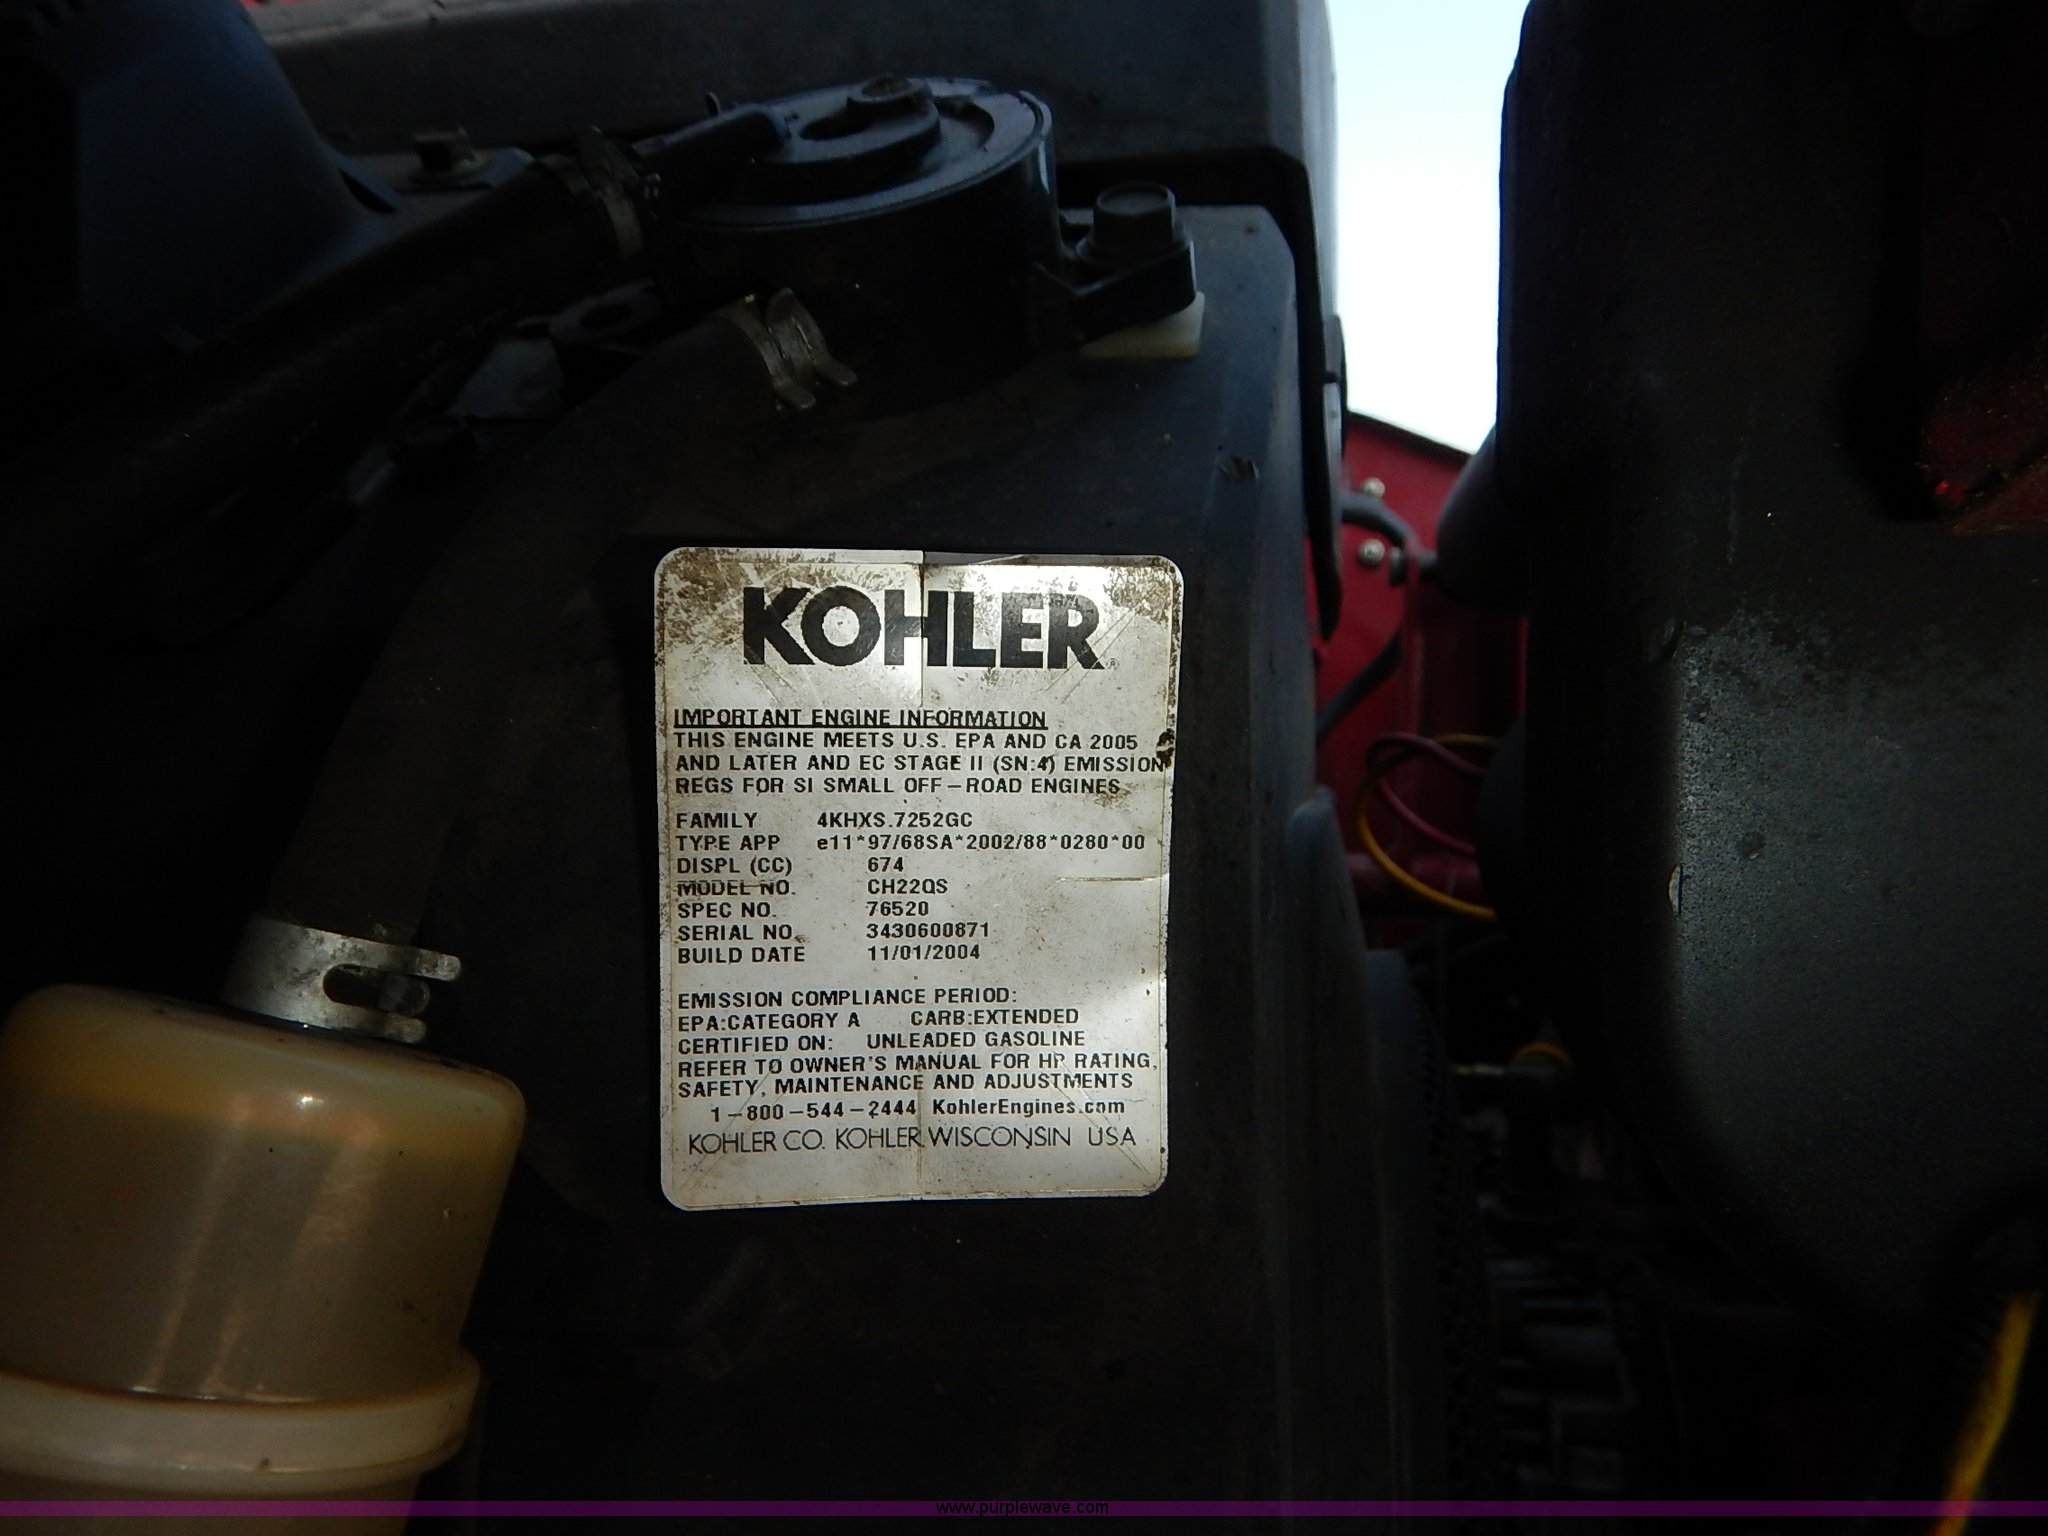 KOHLER®
IMPORTANT ENGINE INFORMATION
THIS ENGINE MEETS U.S. EPA AND CA 2005
AND LATER AND EC STAGE II (SN:4) EMISSION
REGS FOR SI SMALL OFF-ROAD ENGINES
FAMILY 4KHXS.7252GC
TYPE APP e11*97/68SA*2002/88*0280*00
DISPL (CC) 674
MODEL NO. CH22QS
SPEC NO. 76520
SERIAL NO. 3430600871
BUILD DATE 11/01/2004
EMISSION COMPLIANCE PERIOD:
EPA:CATEGORY A CARB:EXTENDED
CERTIFIED ON: UNLEADED GASOLINE
REFER TO OWNER'S MANUAL FOR HP RATING,
SAFETY, MAINTENANCE AND ADJUSTMENTS
1-800-544-2444 KohlerEngines.com
KOHLER CO. KOHLER, WISCONSIN USA
www.purplewave.com